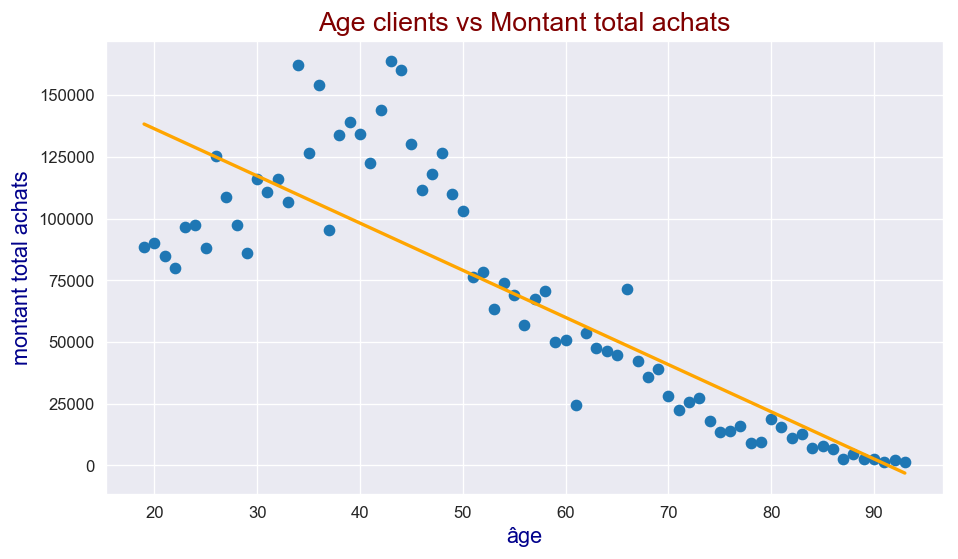 Age clients vs Montant total achats
montant total achats
150000
125000
100000
75000
50000
25000
0
20 30 40 50 60 70 80 90
âge